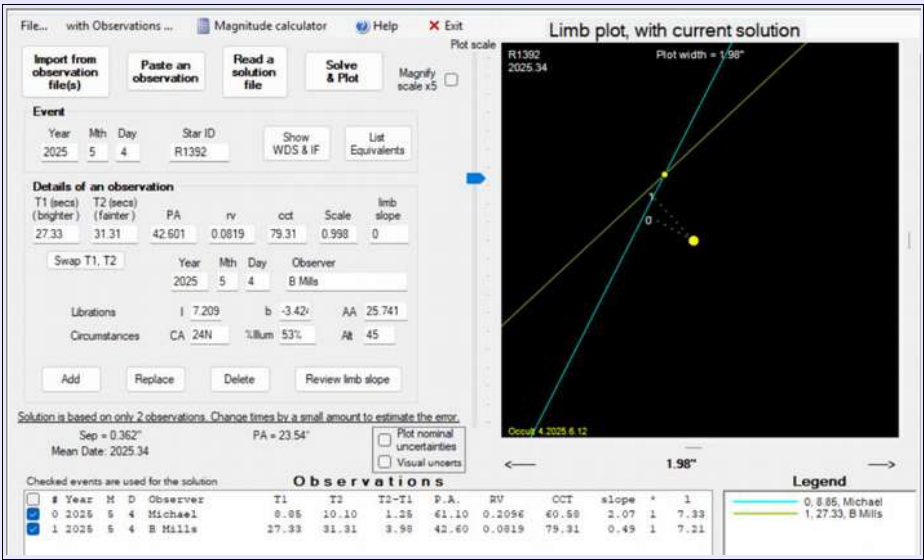 File... with Observations ... Magnitude calculator Help Exit
Limb plot, with current solution
Plot scale
Import from
observation
file(s)
Paste an
observation
Read a
solution
file
Solve
& Plot
Magnify
scale x5
R1392
2025.34
Plot width = 1.98"
Event
Year Mth Day Star ID
2025 5 4 R1392
Show
WDS & IF
List
Equivalents
Details of an observation
T1 (secs)
(brighter)
T2 (secs)
(fainter)
PA rv cct Scale
limb
slope
27.33 31.31 42.601 0.0819 79.31 0.998 0
Swap T1, T2
Year Mth Day Observer
2025 5 4 B Mills
Librations l 7.209 b -3.424 AA 25.741
Circumstances CA 24N %Illum 53% Alt 45
Add Replace Delete Review limb slope
1
0
Occult 4.2025.6.12
Solution is based on only 2 observations. Change times by a small amount to estimate the error.
Sep = 0.362" PA = 23.54°
Mean Date: 2025.34
Plot nominal
uncertainties
Visual uncerts
<— 1.98" —>
Checked events are used for the solution
Observations
Legend
# Year M D Observer T1 T2 T2-T1 P.A. RV CCT slope * l
0 2025 5 4 Michael 8.85 10.10 1.25 61.10 0.2096 60.58 2.07 1 7.33
1 2025 5 4 B Mills 27.33 31.31 3.98 42.60 0.0819 79.31 0.49 1 7.21
0, 8.85, Michael
1, 27.33, B Mills